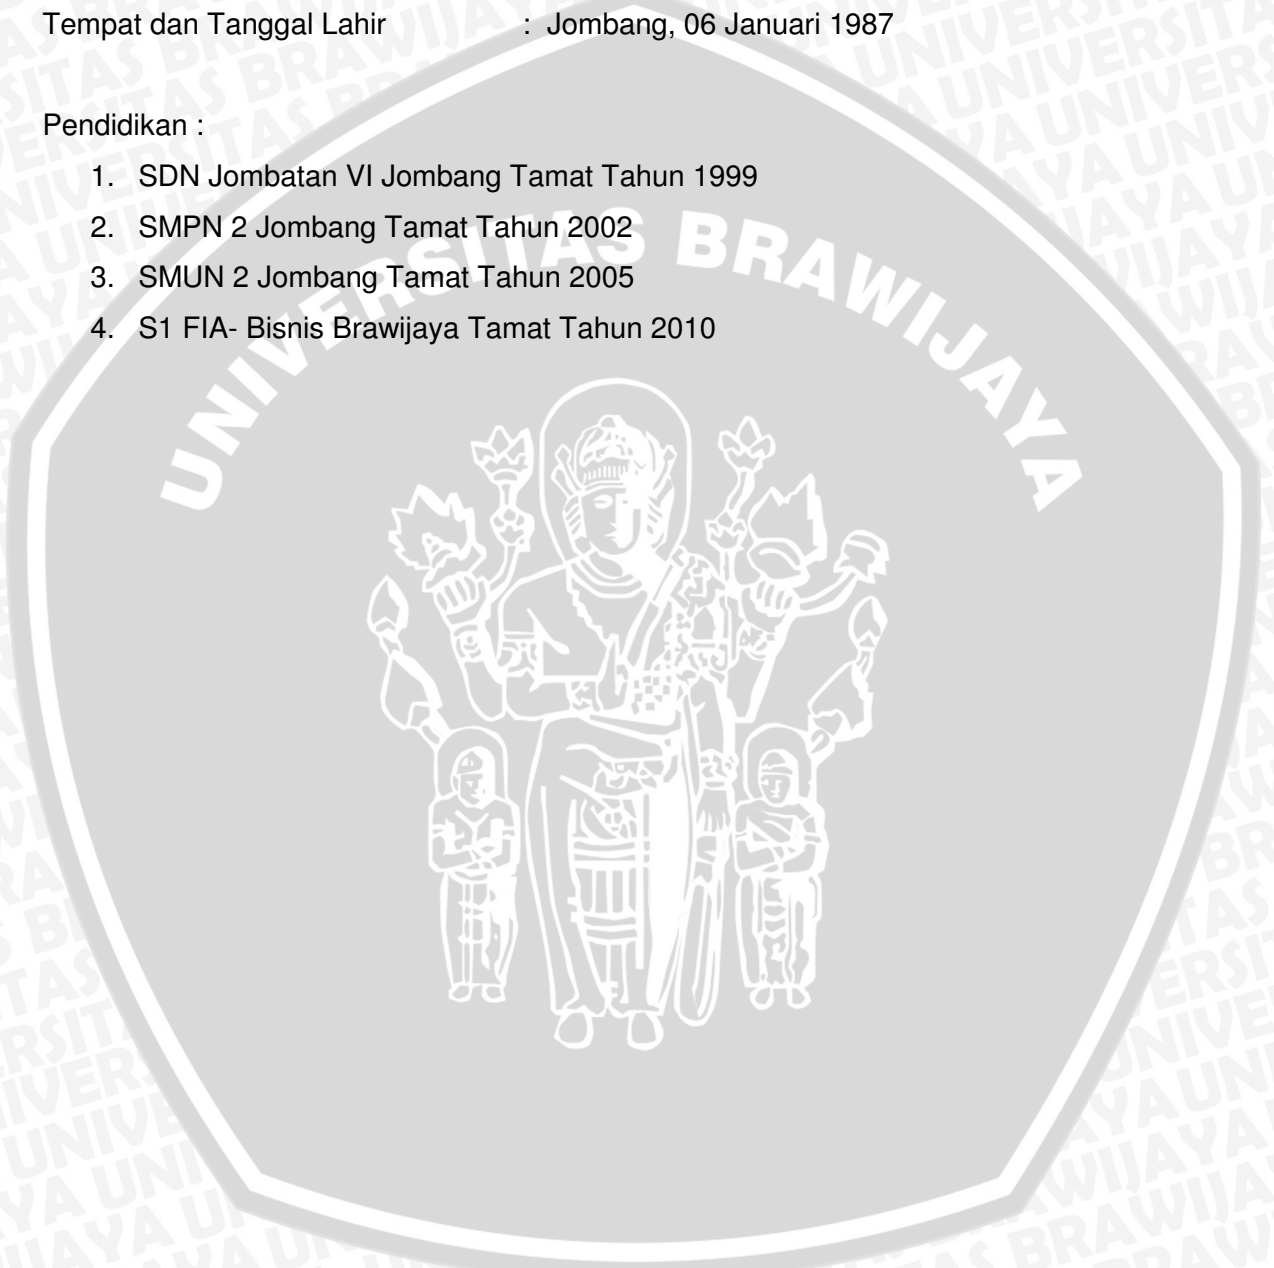 Tempat dan Tanggal Lahir : Jombang, 06 Januari 1987
Pendidikan :
1. SDN Jombatan VI Jombang Tamat Tahun 1999
2. SMPN 2 Jombang Tamat Tahun 2002
3. SMUN 2 Jombang Tamat Tahun 2005
4. S1 FIA- Bisnis Brawijaya Tamat Tahun 2010
UNIVERSITAS BRAWIJAYA